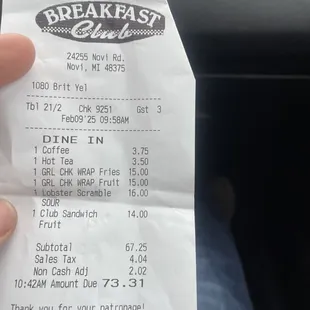 BREAKFAST
Club
24255 Novi Rd.
Novi, MI 48375
1080 Brit Yel
Tbl 21/2 Chk 9251 Gst 3
Feb09'25 09:58AM
DINE IN
1 Coffee 3.75
1 Hot Tea 3.50
1 GRL CHK WRAP Fries 15.00
1 GRL CHK WRAP Fruit 15.00
1 Lobster Scramble 16.00
SOUR
1 Club Sandwich 14.00
Fruit
Subtotal 67.25
Sales Tax 4.04
Non Cash Adj 2.02
10:42AM Amount Due 73.31
Thank you for your patronage!